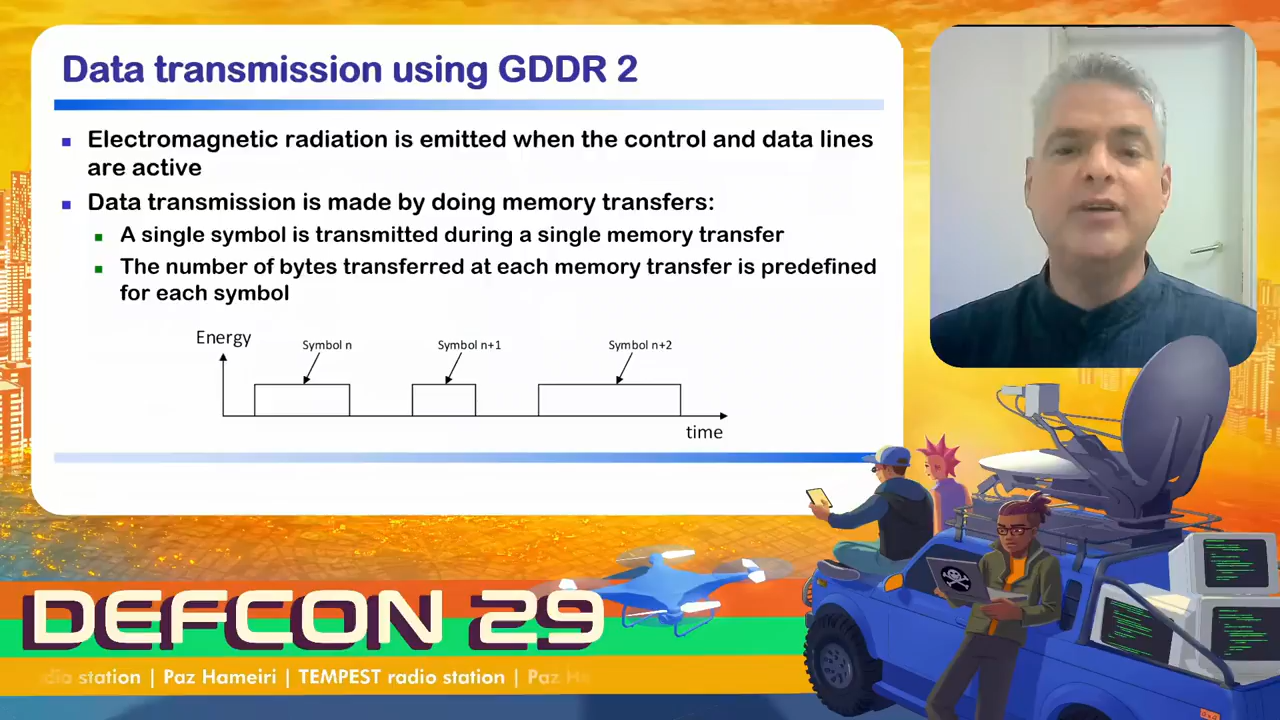 Data transmission using GDDR 2
Electromagnetic radiation is emitted when the control and data lines
are active
Data transmission is made by doing memory transfers:
A single symbol is transmitted during a single memory transfer
The number of bytes transferred at each memory transfer is predefined
for each symbol
Energy
Symbol n
Symbol n+1
Symbol n+2
time
DEFCON 29
dio station | Paz Hameiri | TEMPEST radio station | Paz Ha